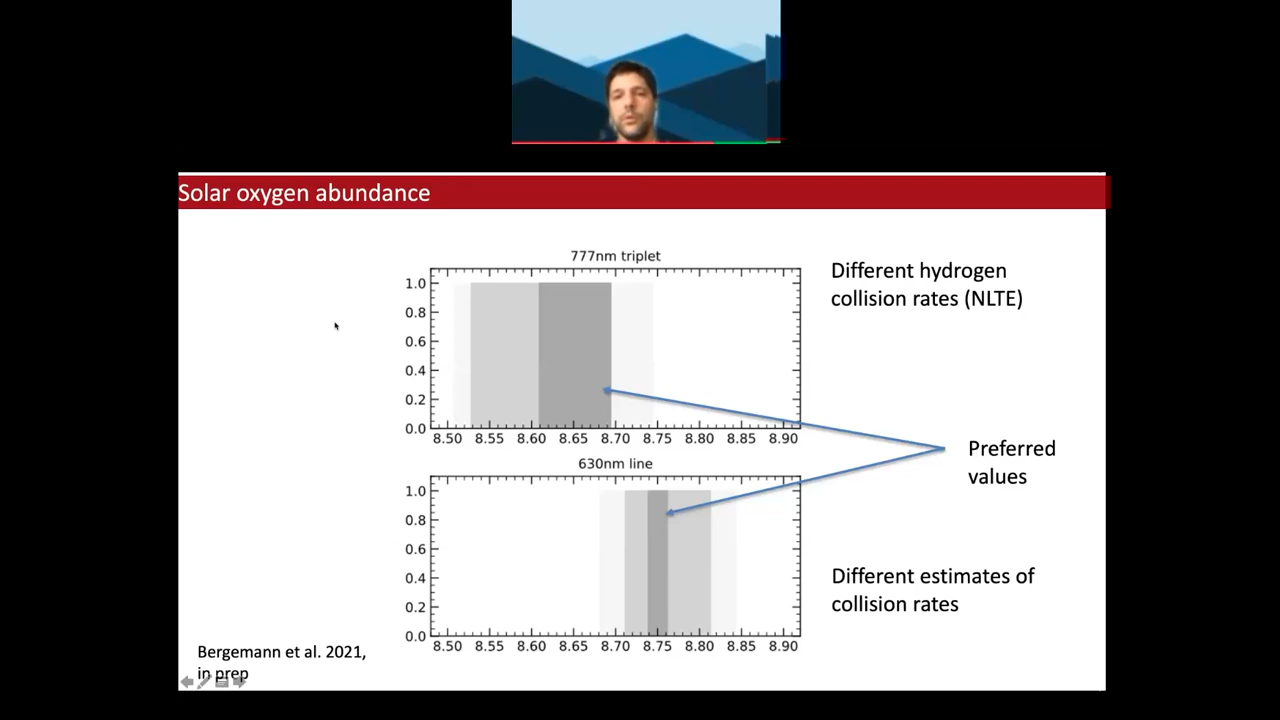 Solar oxygen abundance
777nm triplet
1.0
0.8
0.6
0.4
0.2
0.0
8.50 8.55 8.60 8.65 8.70 8.75 8.80 8.85 8.90
Different hydrogen
collision rates (NLTE)
Preferred
values
630nm line
1.0
0.8
0.6
0.4
0.2
0.0
8.50 8.55 8.60 8.65 8.70 8.75 8.80 8.85 8.90
Different estimates of
collision rates
Bergemann et al. 2021,
in prep